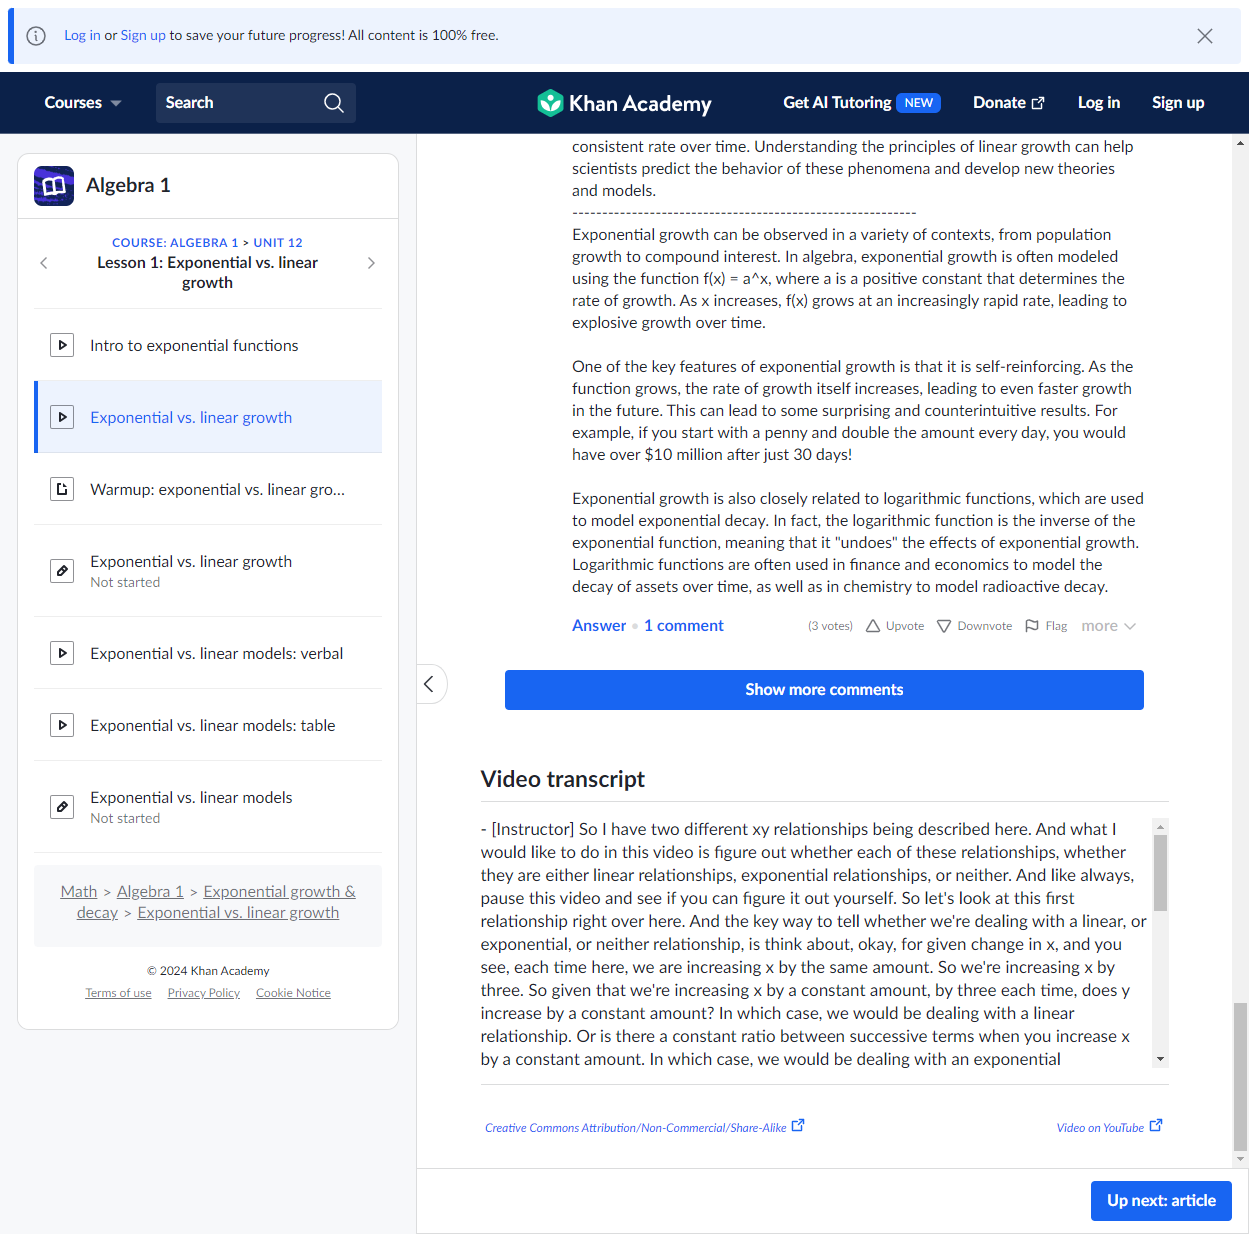 Log in or Sign up to save your future progress! All content is 100% free.
Courses
Search
Khan Academy
Get AI Tutoring NEW
Donate
Log in
Sign up
Algebra 1
COURSE: ALGEBRA 1 > UNIT 12
Lesson 1: Exponential vs. linear
growth
Intro to exponential functions
Exponential vs. linear growth
Warmup: exponential vs. linear gro...
Exponential vs. linear growth
Not started
Exponential vs. linear models: verbal
Exponential vs. linear models: table
Exponential vs. linear models
Not started
Math > Algebra 1 > Exponential growth &
decay > Exponential vs. linear growth
© 2024 Khan Academy
Terms of use Privacy Policy Cookie Notice
consistent rate over time. Understanding the principles of linear growth can help
scientists predict the behavior of these phenomena and develop new theories
and models.
----------------------------------------------------------
Exponential growth can be observed in a variety of contexts, from population
growth to compound interest. In algebra, exponential growth is often modeled
using the function f(x) = a^x, where a is a positive constant that determines the
rate of growth. As x increases, f(x) grows at an increasingly rapid rate, leading to
explosive growth over time.
One of the key features of exponential growth is that it is self-reinforcing. As the
function grows, the rate of growth itself increases, leading to even faster growth
in the future. This can lead to some surprising and counterintuitive results. For
example, if you start with a penny and double the amount every day, you would
have over $10 million after just 30 days!
Exponential growth is also closely related to logarithmic functions, which are used
to model exponential decay. In fact, the logarithmic function is the inverse of the
exponential function, meaning that it "undoes" the effects of exponential growth.
Logarithmic functions are often used in finance and economics to model the
decay of assets over time, as well as in chemistry to model radioactive decay.
Answer • 1 comment
(3 votes) Upvote Downvote Flag more
Show more comments
Video transcript
- [Instructor] So I have two different xy relationships being described here. And what I
would like to do in this video is figure out whether each of these relationships, whether
they are either linear relationships, exponential relationships, or neither. And like always,
pause this video and see if you can figure it out yourself. So let's look at this first
relationship right over here. And the key way to tell whether we're dealing with a linear, or
exponential, or neither relationship, is think about, okay, for given change in x, and you
see, each time here, we are increasing x by the same amount. So we're increasing x by
three. So given that we're increasing x by a constant amount, by three each time, does y
increase by a constant amount? In which case, we would be dealing with a linear
relationship. Or is there a constant ratio between successive terms when you increase x
by a constant amount. In which case, we would be dealing with an exponential
Creative Commons Attribution/Non-Commercial/Share-Alike
Video on YouTube
Up next: article